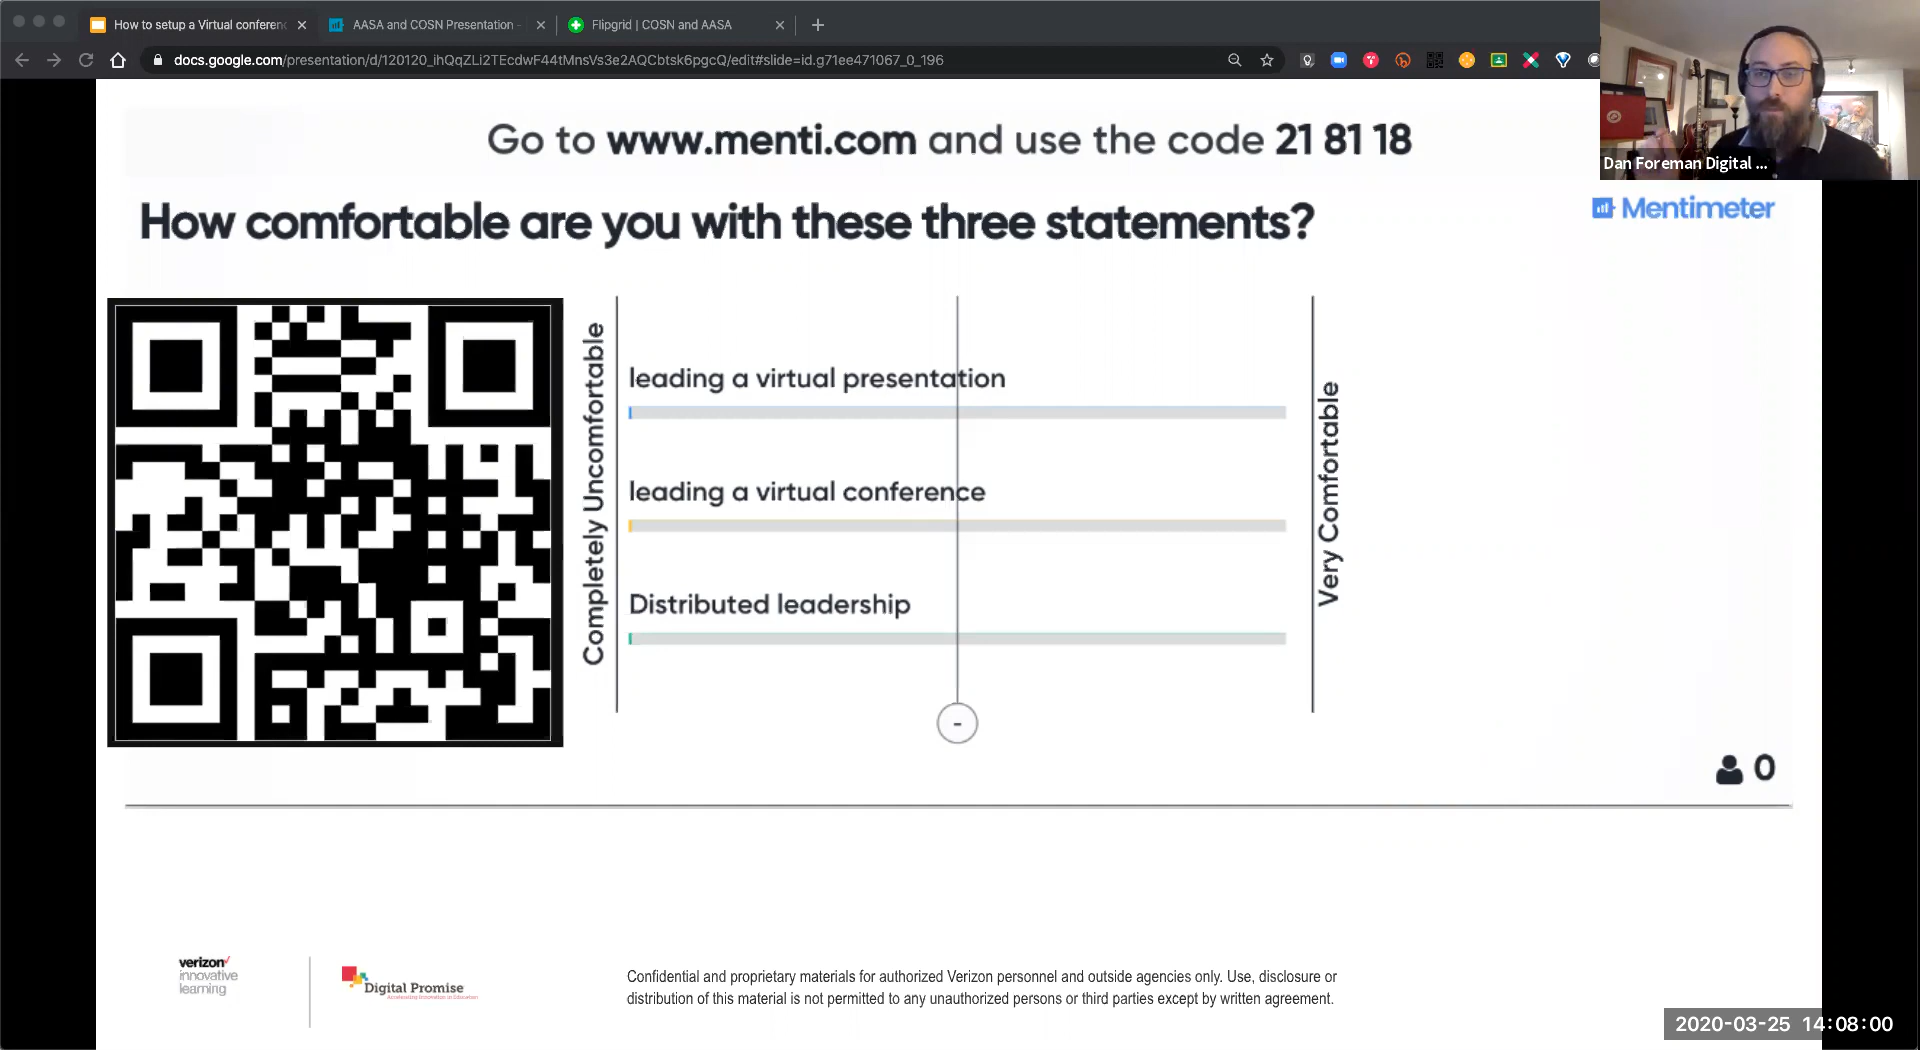 How to setup a Virtual conferenc
AASA and COSN Presentation -
Flipgrid | COSN and AASA
docs.google.com/presentation/d/120120_ihQqZLi2TEcdwF44tMnsVs3e2AQCbtsk6pgcQ/edit#slide=id.g71ee471067_0_196
Dan Foreman Digital ...
Go to www.menti.com and use the code 21 81 18
How comfortable are you with these three statements?
Mentimeter
Completely Uncomfortable
leading a virtual presentation
leading a virtual conference
Distributed leadership
Very Comfortable
-
0
verizon
innovative
learning
Digital Promise
Accelerating Innovation in Education
Confidential and proprietary materials for authorized Verizon personnel and outside agencies only. Use, disclosure or
distribution of this material is not permitted to any unauthorized persons or third parties except by written agreement.
2020-03-25 14:08:00